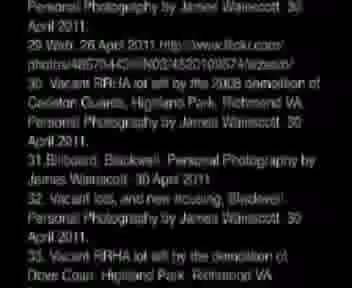 Personal Photography by James Wainscott. 30
April 2011.
29.Web. 26 April 2011 http://www.flickr.com/
photos/
30. Vacant RRHA lot left by the 2008 demolition of
Gardens, Highland Park, Richmond VA
Personal Photography by James Wainscott. 30
April 2011.
31.Billboard, Blackwell. Personal Photography by
James Wainscott. 30 April 2011
32. Vacant lots, and new housing, Blackwell.
Personal Photography by James Wainscott. 30
April 2011.
33. Vacant RRHA lot left by the demolition of
Dove Court, Highland Park, Richmond VA